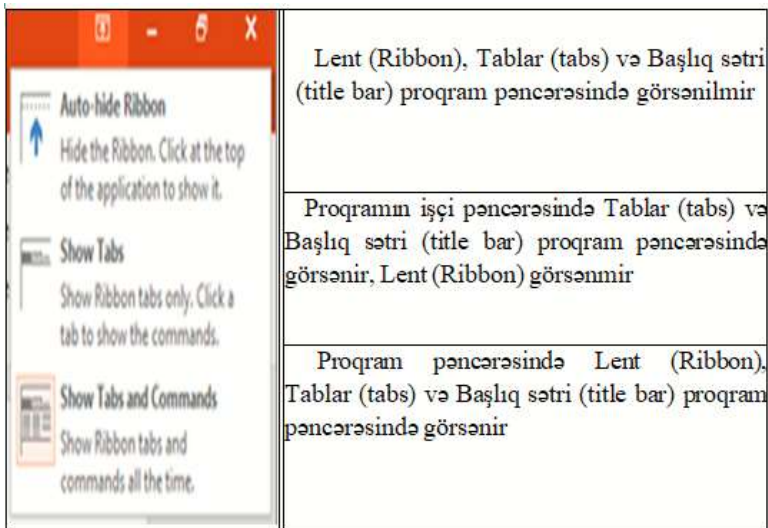 Auto-hide Ribbon
Hide the Ribbon. Click at the top
of the application to show it.
Show Tabs
Show Ribbon tabs only. Click a
tab to show the commands.
Show Tabs and Commands
Show Ribbon tabs and
commands all the time.
Lent (Ribbon), Tablar (tabs) və Başlıq sətri
(title bar) proqram pəncərəsində görsənilmir
Proqramın işçi pəncərəsində Tablar (tabs) və
Başlıq sətri (title bar) proqram pəncərəsində
görsənir, Lent (Ribbon) görsənmir
Proqram pəncərəsində Lent (Ribbon),
Tablar (tabs) və Başlıq sətri (title bar) proqram
pəncərəsində görsənir